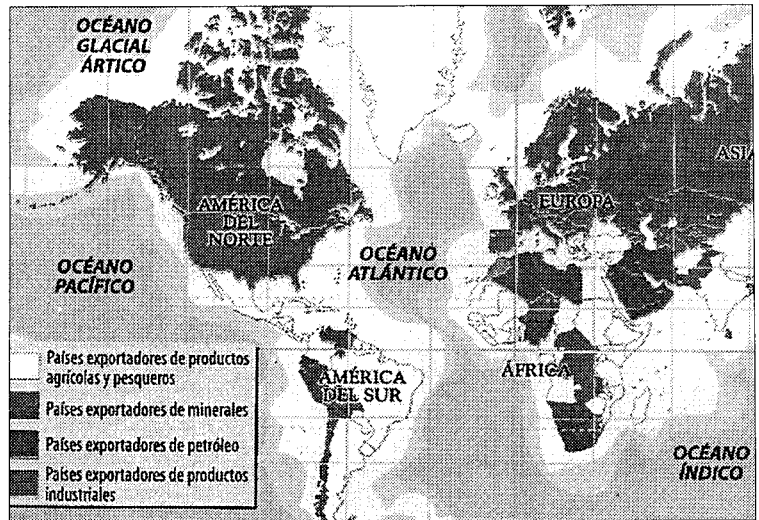 OCÉANO
GLACIAL
ÁRTICO
ASIA
AMÉRICA
DEL
NORTE
EUROPA
OCÉANO
ATLÁNTICO
OCÉANO
PACÍFICO
ÁFRICA
AMÉRICA
DEL SUR
OCÉANO
ÍNDICO
Países exportadores de productos
agrícolas y pesqueros
Países exportadores de minerales
Países exportadores de petróleo
Países exportadores de productos
industriales